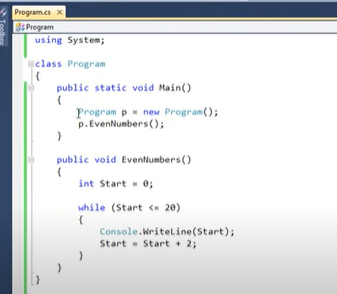 Program.cs ×
Program
Toolbox
using System;
class Program
{
public static void Main()
{
Program p = new Program();
p.EvenNumbers();
}
public void EvenNumbers()
{
int Start = 0;
while (Start <= 20)
{
Console.WriteLine(Start);
Start = Start + 2;
}
}
}